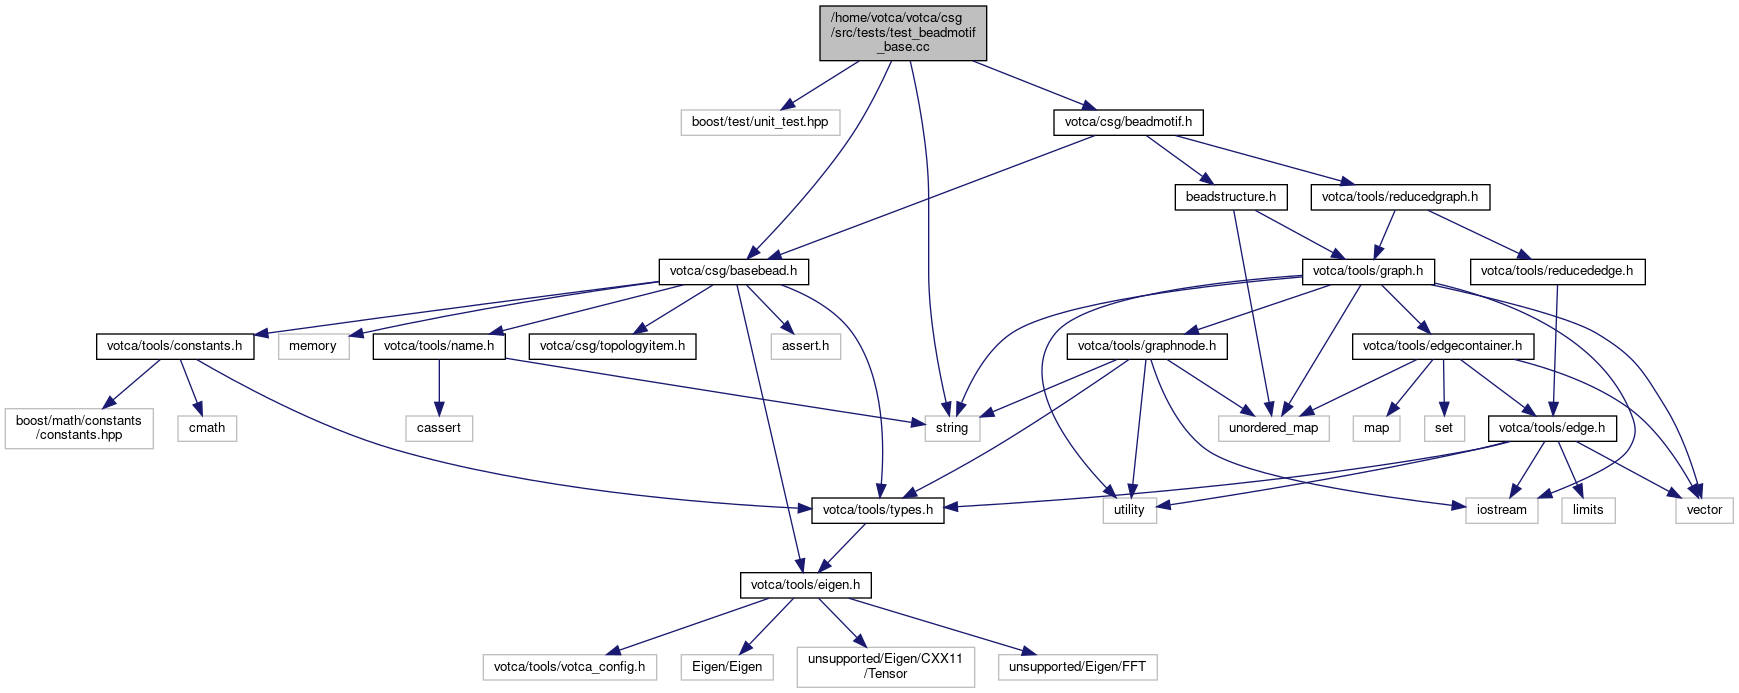 /home/votca/votca/csg
/src/tests/test_beadmotif
_base.cc
boost/test/unit_test.hpp
votca/csg/beadmotif.h
beadstructure.h
votca/tools/reducedgraph.h
votca/csg/basebead.h
votca/tools/graph.h
votca/tools/reducededge.h
votca/tools/constants.h
memory
votca/tools/name.h
votca/csg/topologyitem.h
assert.h
votca/tools/graphnode.h
votca/tools/edgecontainer.h
boost/math/constants
/constants.hpp
cmath
cassert
string
unordered_map
map
set
votca/tools/edge.h
votca/tools/types.h
utility
iostream
limits
vector
votca/tools/eigen.h
votca/tools/votca_config.h
Eigen/Eigen
unsupported/Eigen/CXX11
/Tensor
unsupported/Eigen/FFT